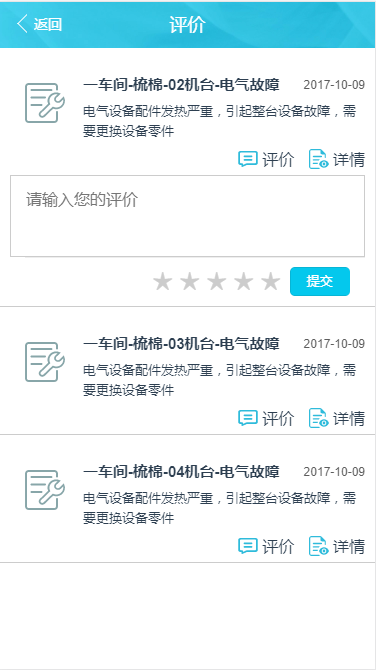 返回
评价
一车间-梳棉-02机台-电气故障 2017-10-09
电气设备配件发热严重，引起整台设备故障，需
要更换设备零件
评价 详情
请输入您的评价
提交
一车间-梳棉-03机台-电气故障 2017-10-09
电气设备配件发热严重，引起整台设备故障，需
要更换设备零件
评价 详情
一车间-梳棉-04机台-电气故障 2017-10-09
电气设备配件发热严重，引起整台设备故障，需
要更换设备零件
评价 详情